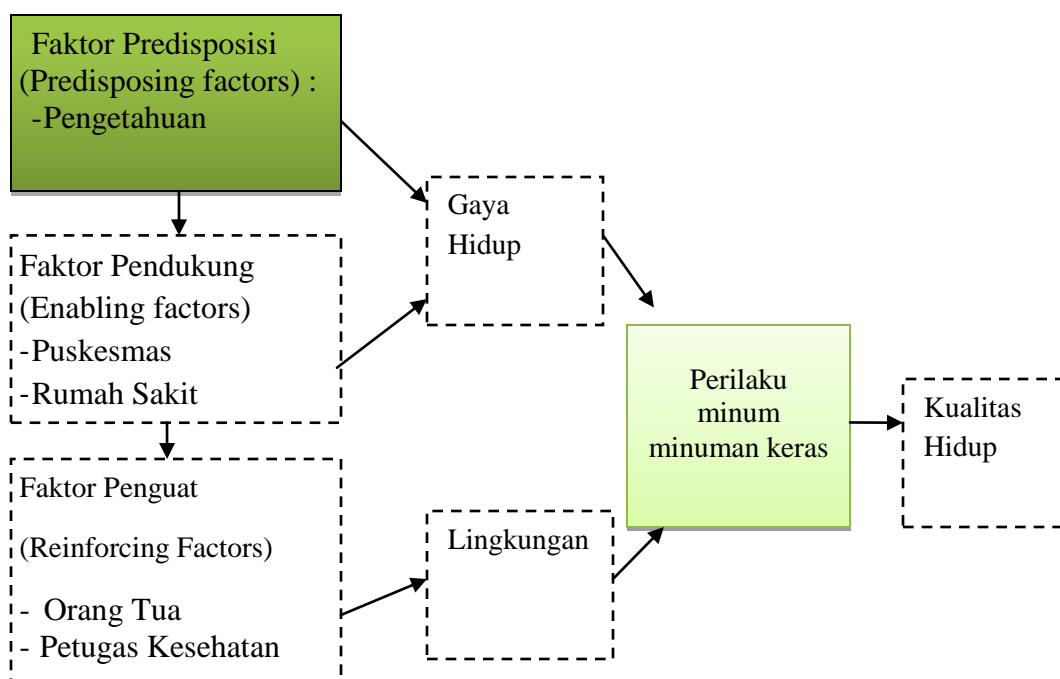 Faktor Predisposisi
(Predisposing factors) :
-Pengetahuan
Gaya
Hidup
Faktor Pendukung
(Enabling factors)
-Puskesmas
-Rumah Sakit
Perilaku
minum
minuman keras
Kualitas
Hidup
Faktor Penguat
(Reinforcing Factors)
- Orang Tua
- Petugas Kesehatan
Lingkungan